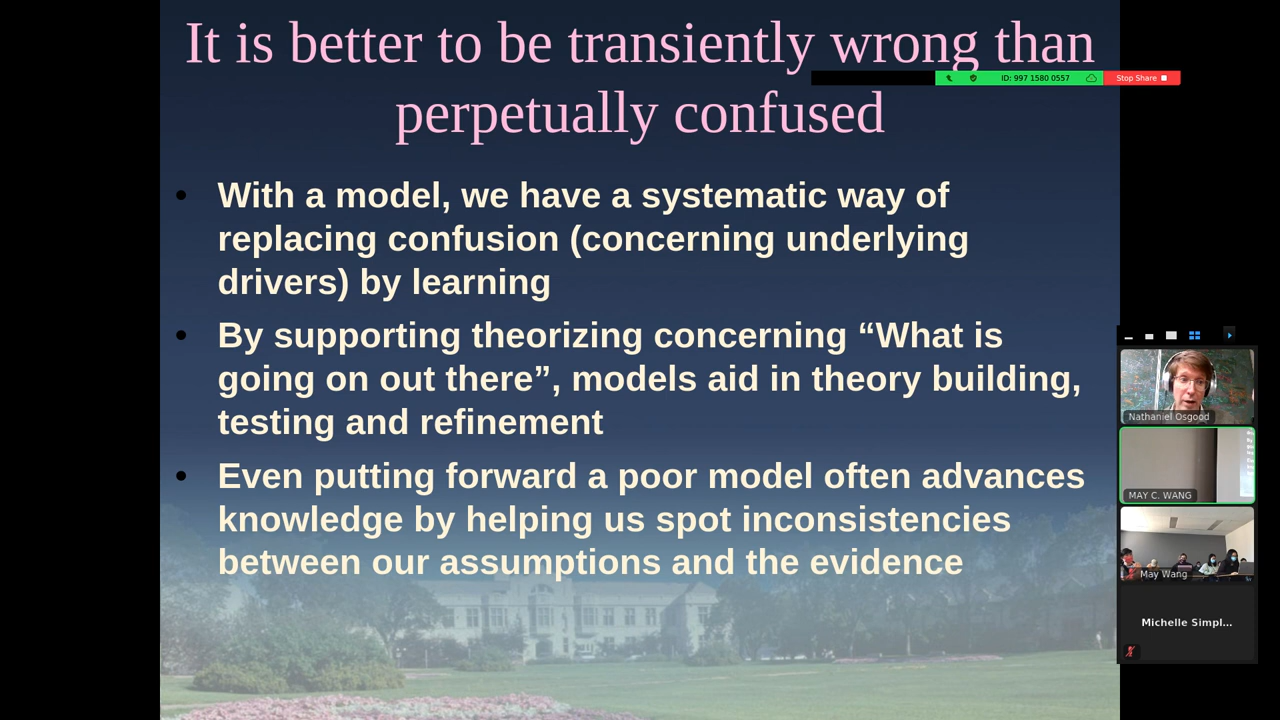 It is better to be transiently wrong than
perpetually confused
ID: 997 1580 0557
Stop Share
• With a model, we have a systematic way of
replacing confusion (concerning underlying
drivers) by learning
• By supporting theorizing concerning “What is
going on out there”, models aid in theory building,
testing and refinement
• Even putting forward a poor model often advances
knowledge by helping us spot inconsistencies
between our assumptions and the evidence
Nathaniel Osgood
MAY C. WANG
May Wang
Michelle Simpl...